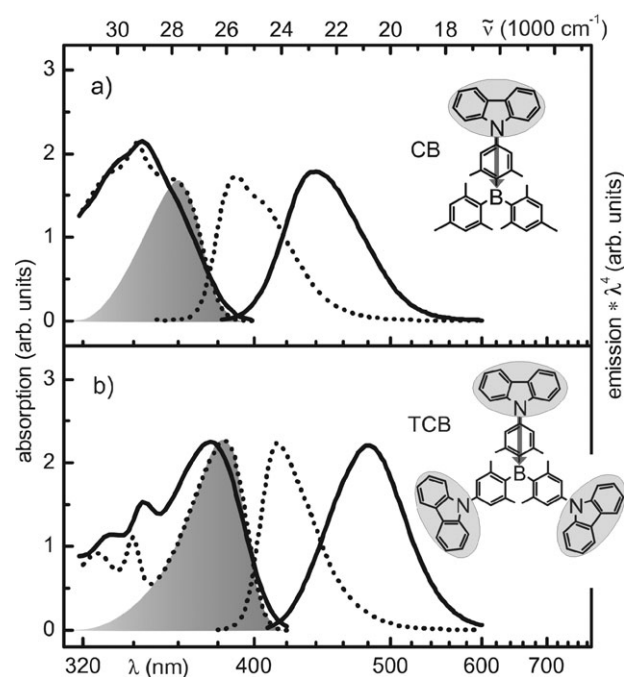 30 28 26 24 22 20 18 ṽ (1000 cm⁻¹)
3
a)
CB
N
2
B
1
0
absorption (arb. units)
emission * λ⁴ (arb. units)
3
b)
TCB
N
2
B
N
N
1
0
320 λ (nm) 400 500 600 700